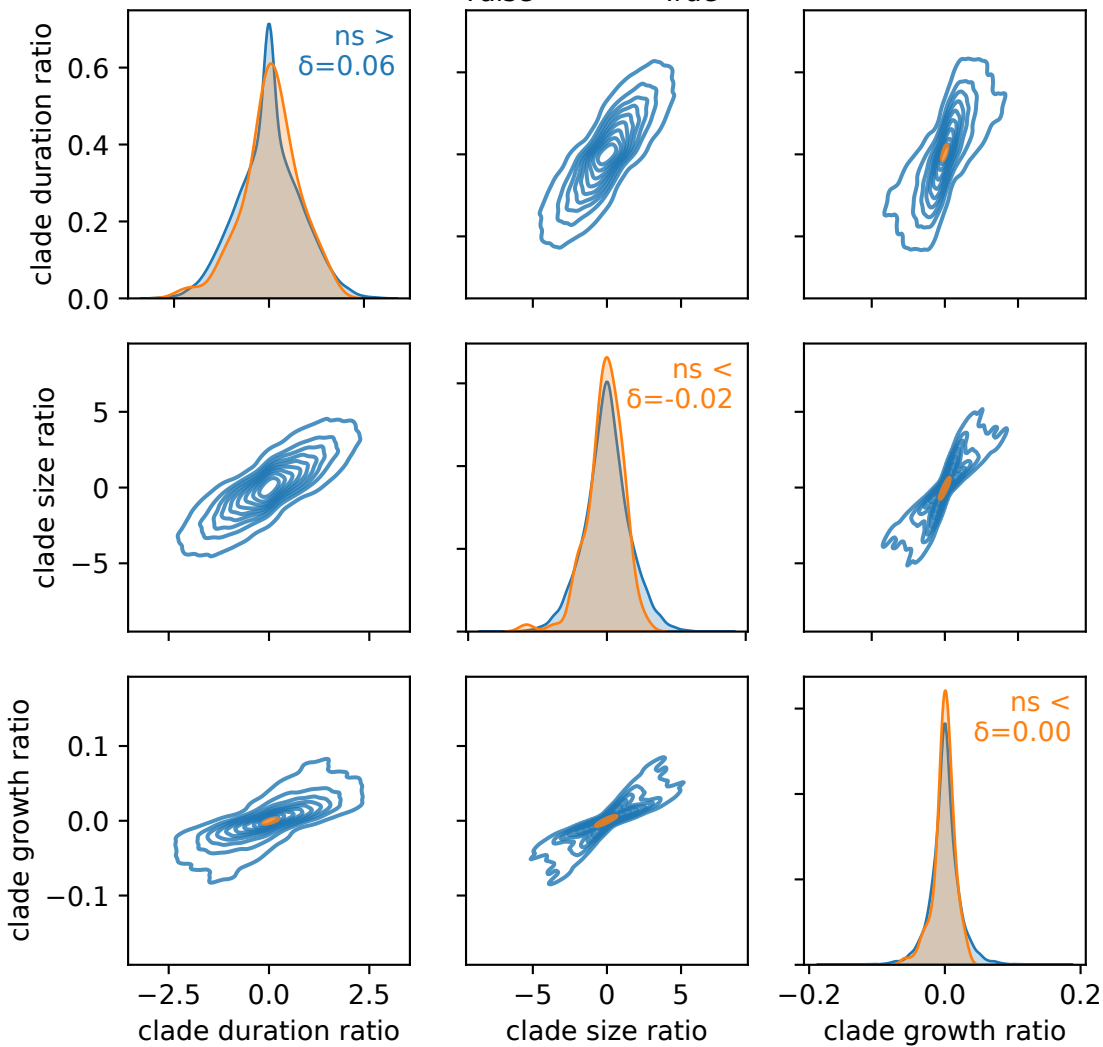 clade duration ratio
0.6
0.4
0.2
0.0
ns >
δ=0.06
clade size ratio
5
0
−5
ns <
δ=-0.02
clade growth ratio
0.1
0.0
−0.1
ns <
δ=0.00
−2.5 0.0 2.5
−5 0 5
−0.2 0.0 0.2
clade duration ratio
clade size ratio
clade growth ratio